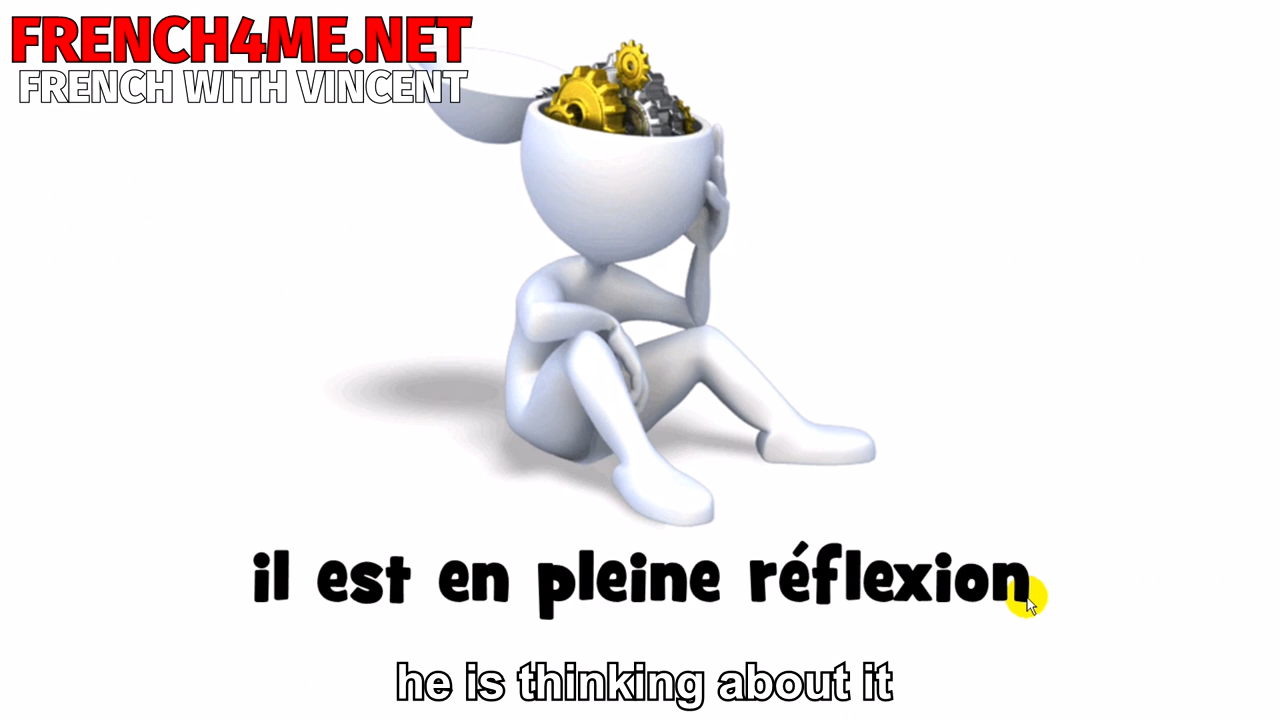 FRENCH4ME.NET
FRENCH WITH VINCENT
il est en pleine réflexion
he is thinking about it